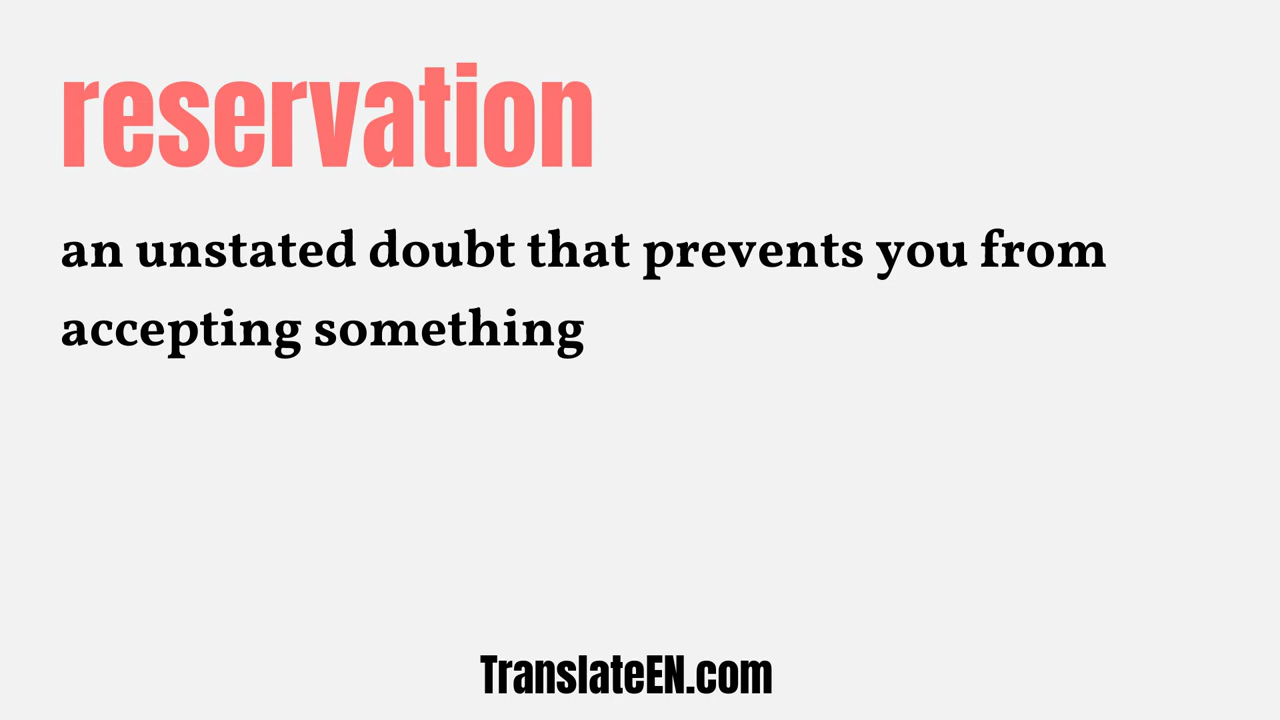 reservation
an unstated doubt that prevents you from
accepting something
TranslateEN.com